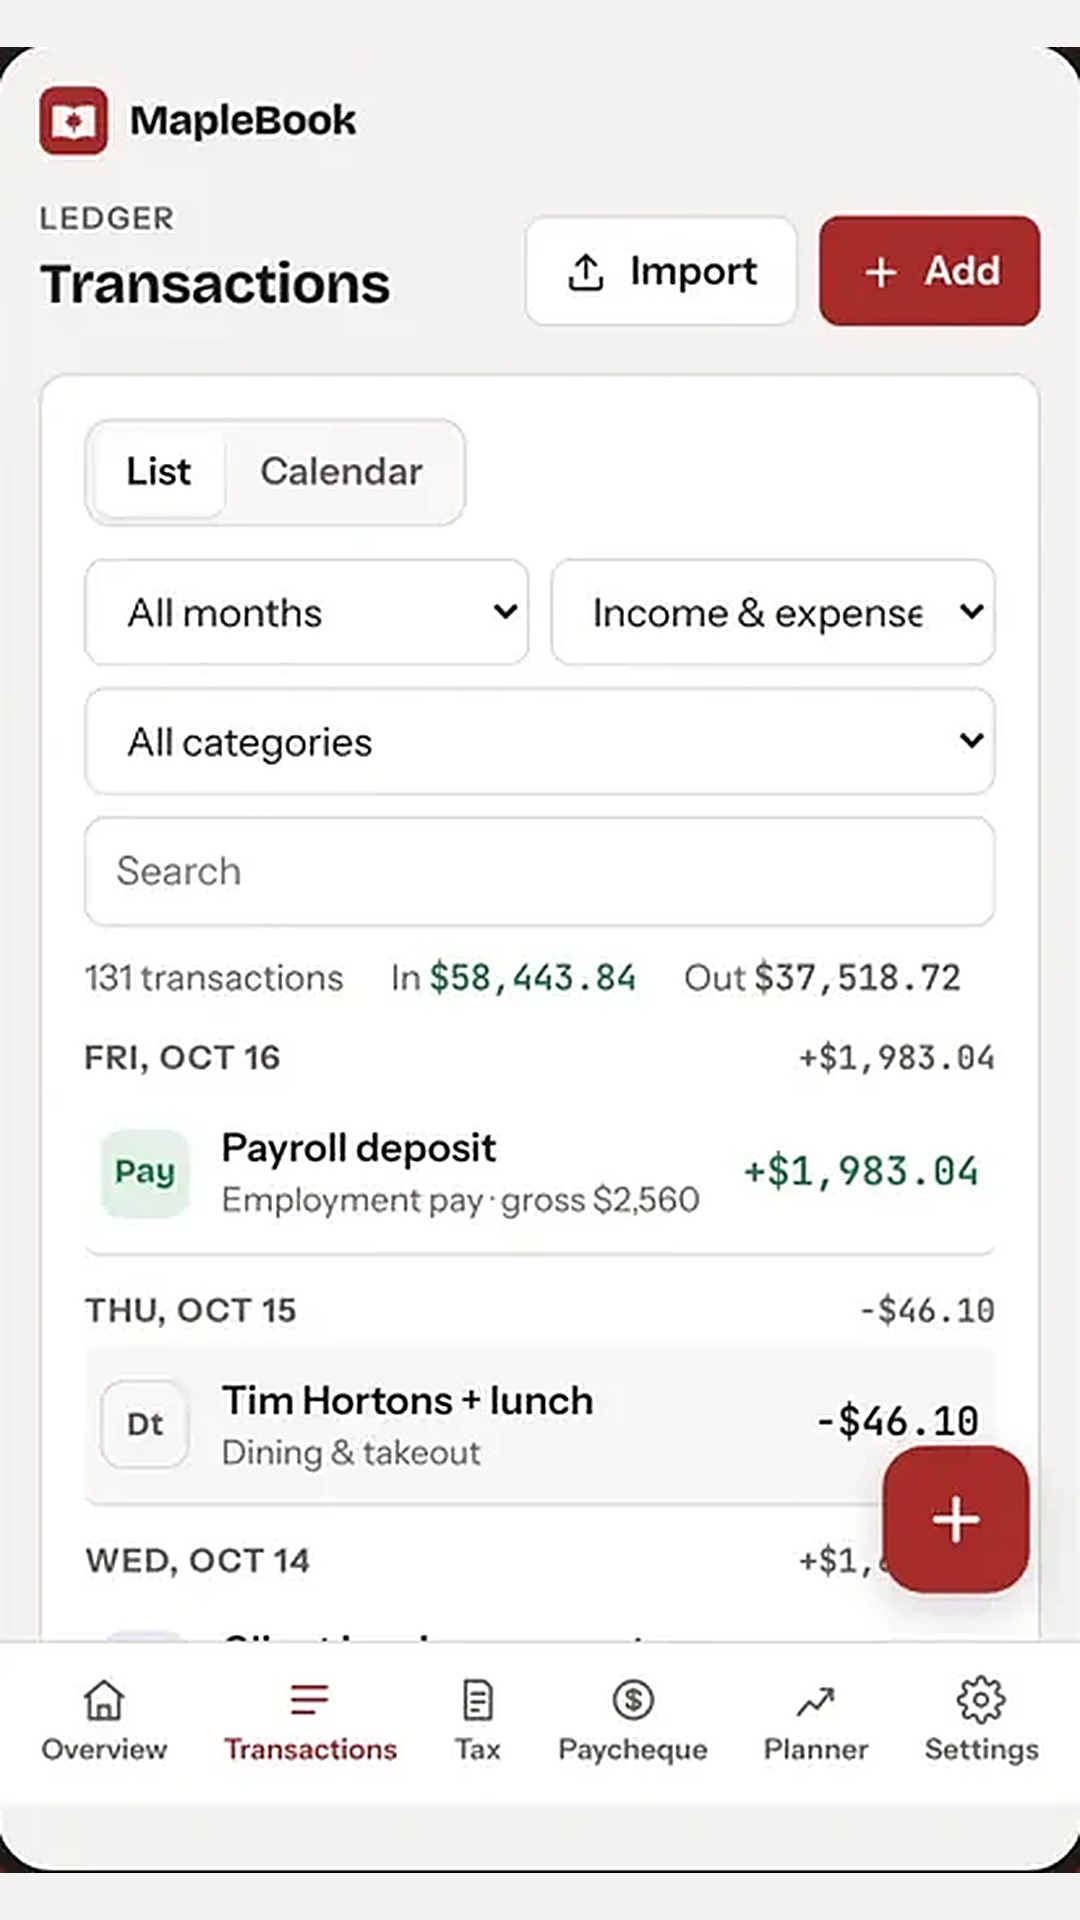 MapleBook
LEDGER
Transactions
Import
+ Add
List
Calendar
All months
Income & expense
All categories
Search
131 transactions In $58,443.84 Out $37,518.72
FRI, OCT 16 +$1,983.04
Pay
Payroll deposit
Employment pay · gross $2,560
+$1,983.04
THU, OCT 15 -$46.10
Dt
Tim Hortons + lunch
Dining & takeout
-$46.10
WED, OCT 14 +$1,
+
Overview
Transactions
Tax
Paycheque
Planner
Settings